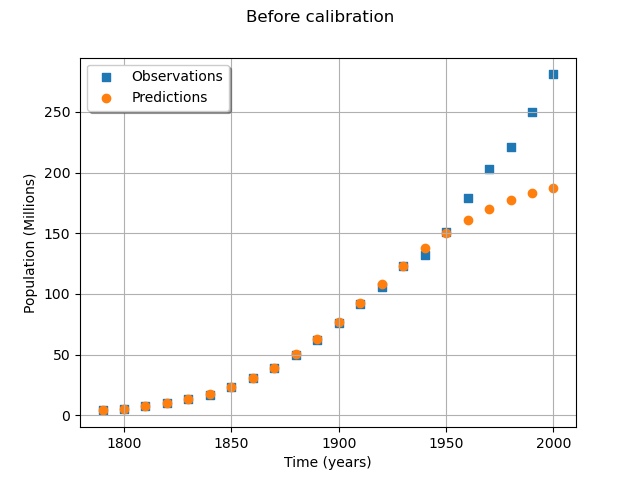 Before calibration
Observations
Predictions
250
200
150
100
50
0
Population (Millions)
1800 1850 1900 1950 2000
Time (years)